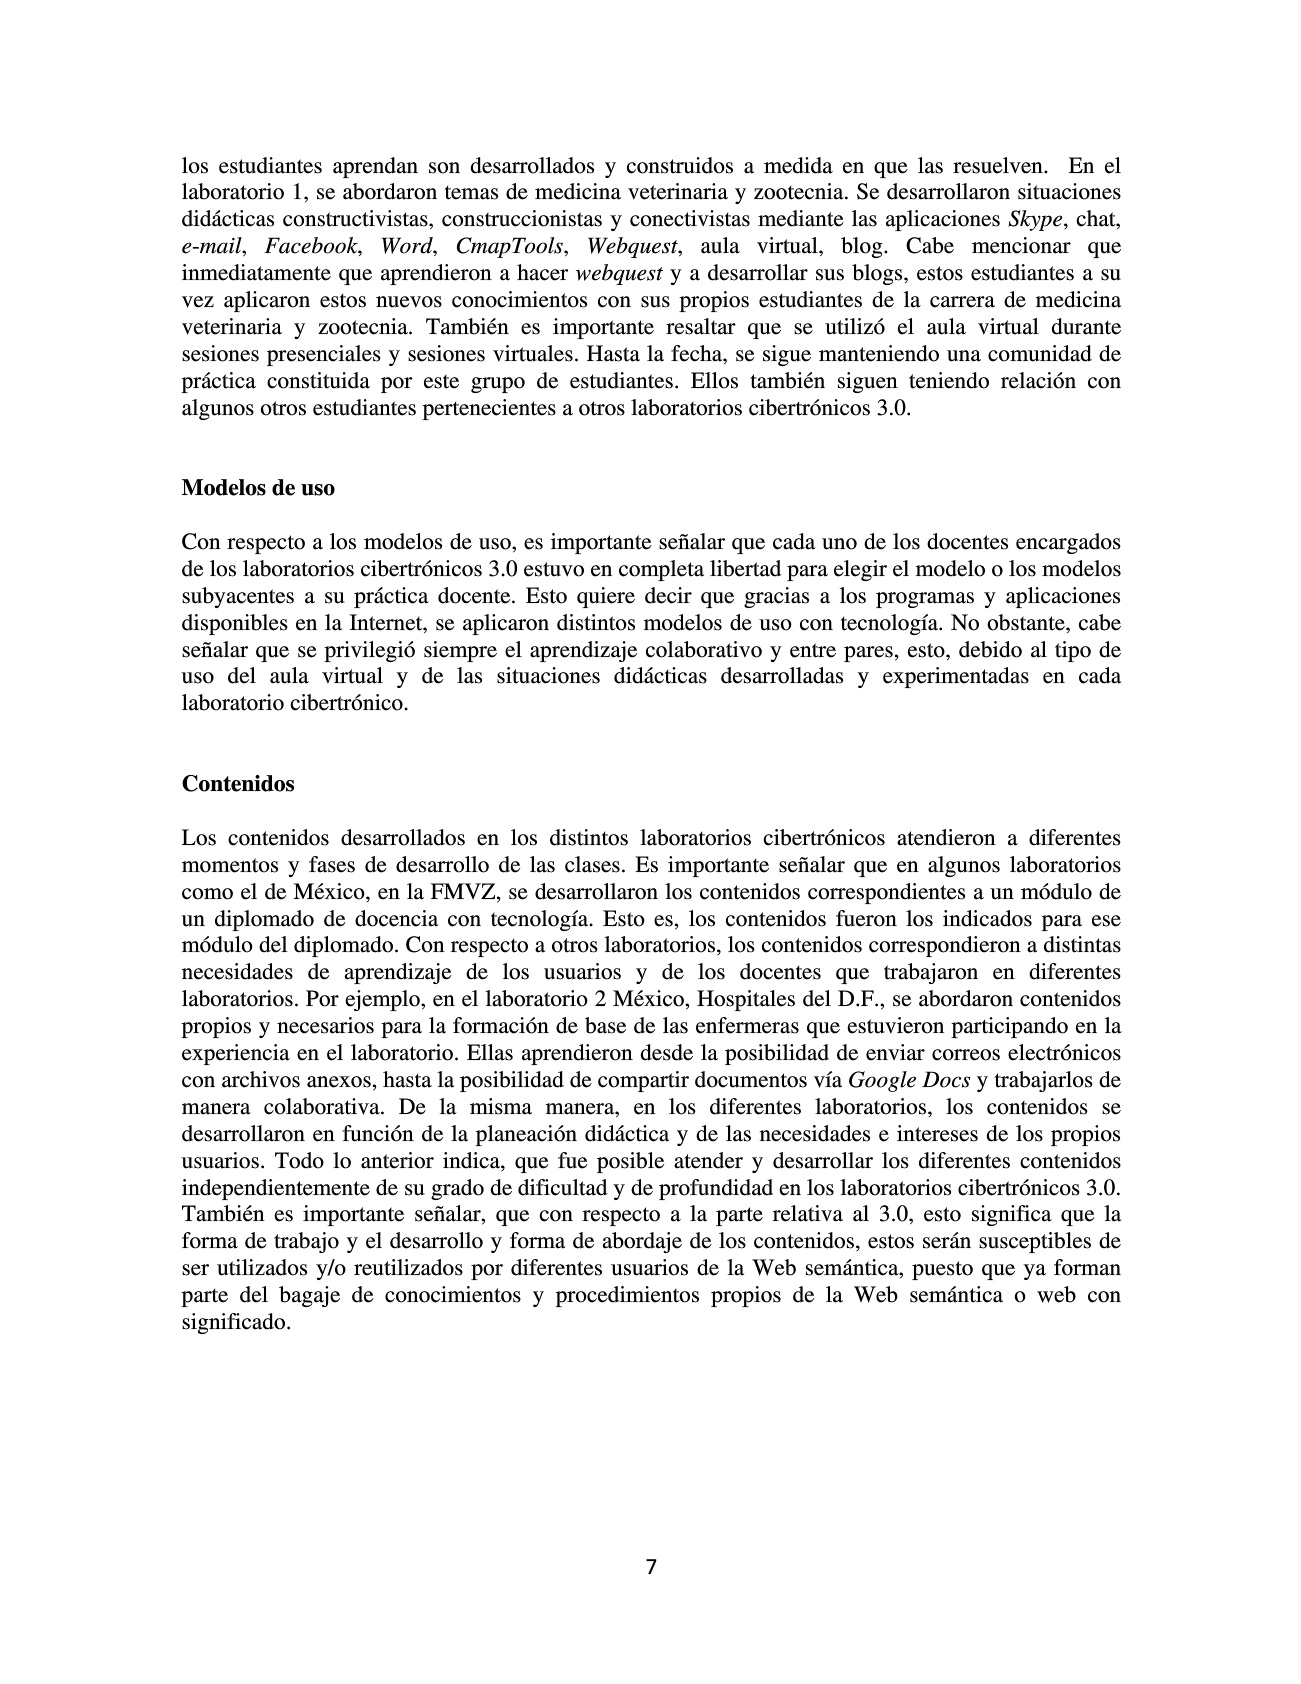 los estudiantes aprendan son desarrollados y construidos a medida en que las resuelven.  En el
laboratorio 1, se abordaron temas de medicina veterinaria y zootecnia. Se desarrollaron situaciones
didácticas constructivistas, construccionistas y conectivistas mediante las aplicaciones Skype, chat,
e-mail, Facebook, Word, CmapTools, Webquest, aula virtual, blog. Cabe mencionar que
inmediatamente que aprendieron a hacer webquest y a desarrollar sus blogs, estos estudiantes a su
vez aplicaron estos nuevos conocimientos con sus propios estudiantes de la carrera de medicina
veterinaria y zootecnia. También es importante resaltar que se utilizó el aula virtual durante
sesiones presenciales y sesiones virtuales. Hasta la fecha, se sigue manteniendo una comunidad de
práctica constituida por este grupo de estudiantes. Ellos también siguen teniendo relación con
algunos otros estudiantes pertenecientes a otros laboratorios cibertrónicos 3.0.
Modelos de uso
Con respecto a los modelos de uso, es importante señalar que cada uno de los docentes encargados
de los laboratorios cibertrónicos 3.0 estuvo en completa libertad para elegir el modelo o los modelos
subyacentes a su práctica docente. Esto quiere decir que gracias a los programas y aplicaciones
disponibles en la Internet, se aplicaron distintos modelos de uso con tecnología. No obstante, cabe
señalar que se privilegió siempre el aprendizaje colaborativo y entre pares, esto, debido al tipo de
uso del aula virtual y de las situaciones didácticas desarrolladas y experimentadas en cada
laboratorio cibertrónico.
Contenidos
Los contenidos desarrollados en los distintos laboratorios cibertrónicos atendieron a diferentes
momentos y fases de desarrollo de las clases. Es importante señalar que en algunos laboratorios
como el de México, en la FMVZ, se desarrollaron los contenidos correspondientes a un módulo de
un diplomado de docencia con tecnología. Esto es, los contenidos fueron los indicados para ese
módulo del diplomado. Con respecto a otros laboratorios, los contenidos correspondieron a distintas
necesidades de aprendizaje de los usuarios y de los docentes que trabajaron en diferentes
laboratorios. Por ejemplo, en el laboratorio 2 México, Hospitales del D.F., se abordaron contenidos
propios y necesarios para la formación de base de las enfermeras que estuvieron participando en la
experiencia en el laboratorio. Ellas aprendieron desde la posibilidad de enviar correos electrónicos
con archivos anexos, hasta la posibilidad de compartir documentos vía Google Docs y trabajarlos de
manera colaborativa. De la misma manera, en los diferentes laboratorios, los contenidos se
desarrollaron en función de la planeación didáctica y de las necesidades e intereses de los propios
usuarios. Todo lo anterior indica, que fue posible atender y desarrollar los diferentes contenidos
independientemente de su grado de dificultad y de profundidad en los laboratorios cibertrónicos 3.0.
También es importante señalar, que con respecto a la parte relativa al 3.0, esto significa que la
forma de trabajo y el desarrollo y forma de abordaje de los contenidos, estos serán susceptibles de
ser utilizados y/o reutilizados por diferentes usuarios de la Web semántica, puesto que ya forman
parte del bagaje de conocimientos y procedimientos propios de la Web semántica o web con
significado.
7